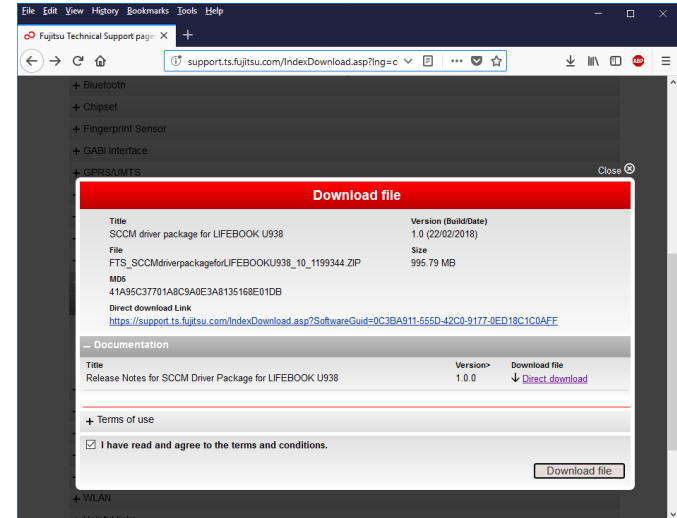 File Edit View History Bookmarks Tools Help
Fujitsu Technical Support page
support.ts.fujitsu.com/IndexDownload.asp?lng=c
ABP
+ Bluetooth
+ Chipset
+ Fingerprint Sensor
+ GABI Interface
+ GPRS/UMTS
Close
Download file
Title Version (Build/Date)
SCCM driver package for LIFEBOOK U938 1.0 (22/02/2018)
File Size
FTS_SCCMdriverpackageforLIFEBOOKU938_10_1199344.ZIP 995.79 MB
MD5
41A95C37701A8C9A0E3A8135168E01DB
Direct download Link
https://support.ts.fujitsu.com/IndexDownload.asp?SoftwareGuid=0C3BA911-555D-42C0-9177-0ED18C1C0AFF
– Documentation
Title Version> Download file
Release Notes for SCCM Driver Package for LIFEBOOK U938 1.0.0 Direct download
+ Terms of use
I have read and agree to the terms and conditions.
Download file
+ WLAN